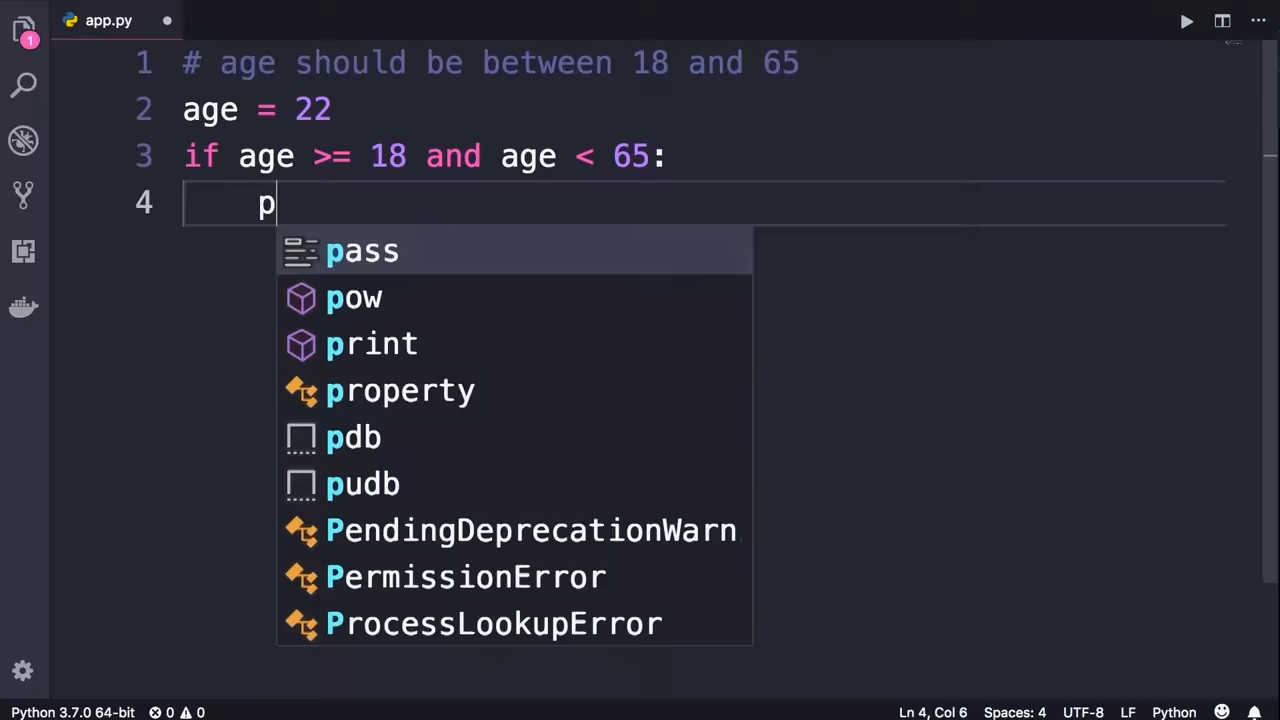 app.py
1
1 # age should be between 18 and 65
2 age = 22
3 if age >= 18 and age < 65:
4 p
pass
pow
print
property
pdb
pudb
PendingDeprecationWarn
PermissionError
ProcessLookupError
Python 3.7.0 64-bit 0 0 Ln 4, Col 6 Spaces: 4 UTF-8 LF Python